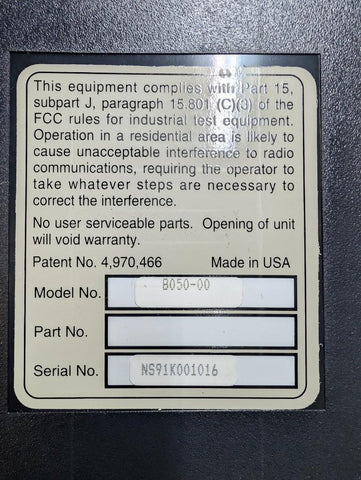 This equipment complies with Part 15,
subpart J, paragraph 15.801 (C)(3) of the
FCC rules for industrial test equipment.
Operation in a residential area is likely to
cause unacceptable interference to radio
communications, requiring the operator to
take whatever steps are necessary to
correct the interference.
No user serviceable parts. Opening of unit
will void warranty.
Patent No. 4,970,466 Made in USA
Model No. B050-00
Part No.
Serial No. NS91K001016